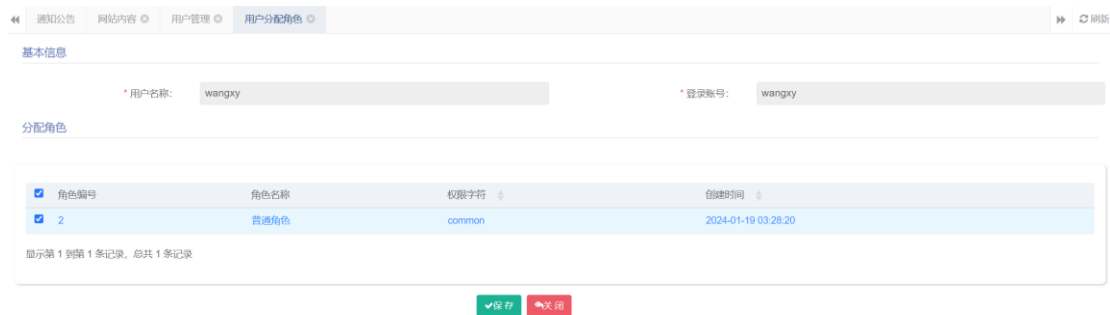 通知公告 网站内容 用户管理 用户分配角色 刷新
基本信息
* 用户名称: wangxy * 登录账号: wangxy
分配角色
角色编号 角色名称 权限字符 创建时间
2 普通角色 common 2024-01-19 03:28:20
显示第 1 到第 1 条记录，总共 1 条记录
保存 关闭